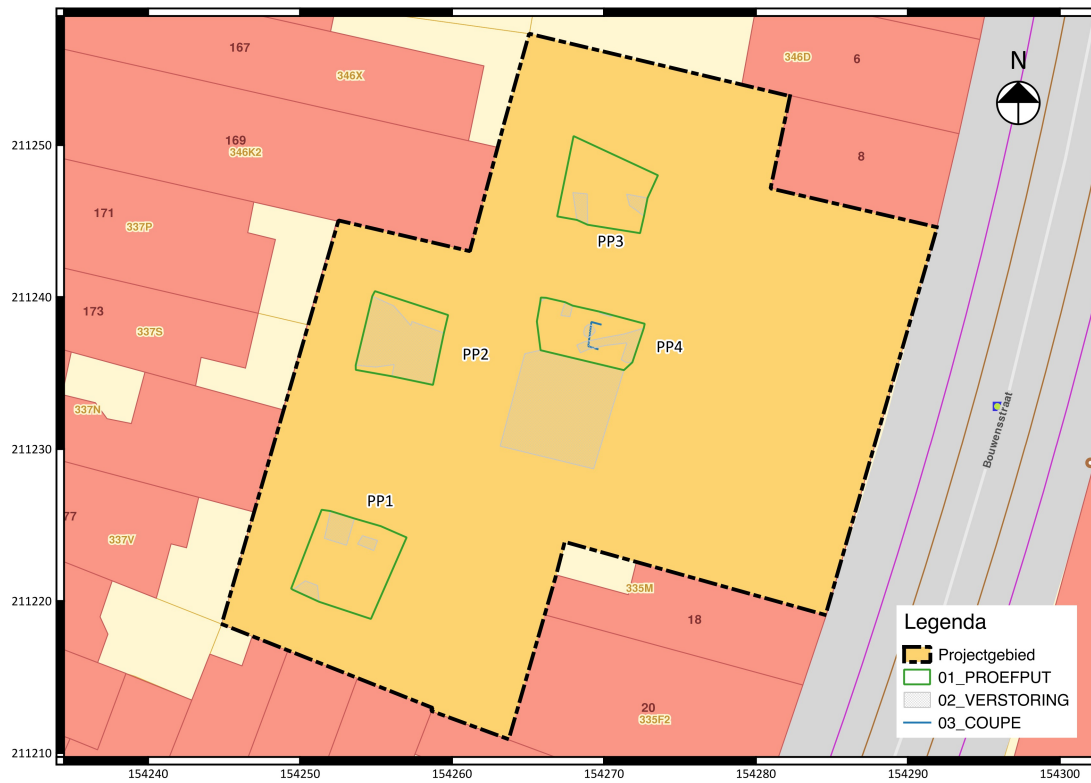 167
346X
346D
6
N
211250
169
346K2
8
171
337P
PP3
211240
173
337S
PP2
PP4
337N
Bouwensstraat
211230
PP1
77
337V
211220
335M
18
20
335F2
Legenda
Projectgebied
01_PROEFPUT
02_VERSTORING
03_COUPE
211210
154240
154250
154260
154270
154280
154290
154300